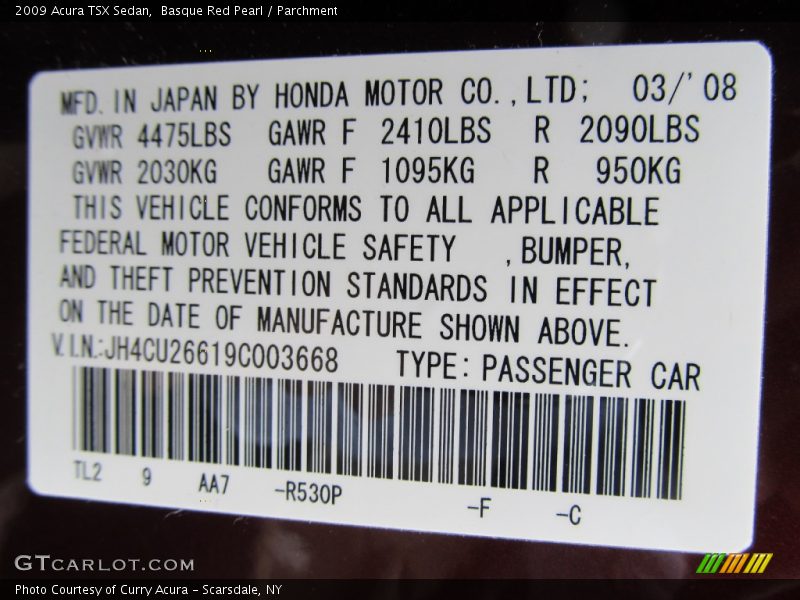 2009 Acura TSX Sedan,  Basque Red Pearl / Parchment
MFD. IN JAPAN BY HONDA MOTOR CO.,LTD; 03/'08
GVWR 4475LBS GAWR F 2410LBS R 2090LBS
GVWR 2030KG GAWR F 1095KG R 950KG
THIS VEHICLE CONFORMS TO ALL APPLICABLE
FEDERAL MOTOR VEHICLE SAFETY ,BUMPER,
AND THEFT PREVENTION STANDARDS IN EFFECT
ON THE DATE OF MANUFACTURE SHOWN ABOVE.
V.I.N.:JH4CU26619C003668 TYPE: PASSENGER CAR
TL2 9 AA7 -R530P -F -C
GTCARLOT.COM
Photo Courtesy of Curry Acura - Scarsdale, NY